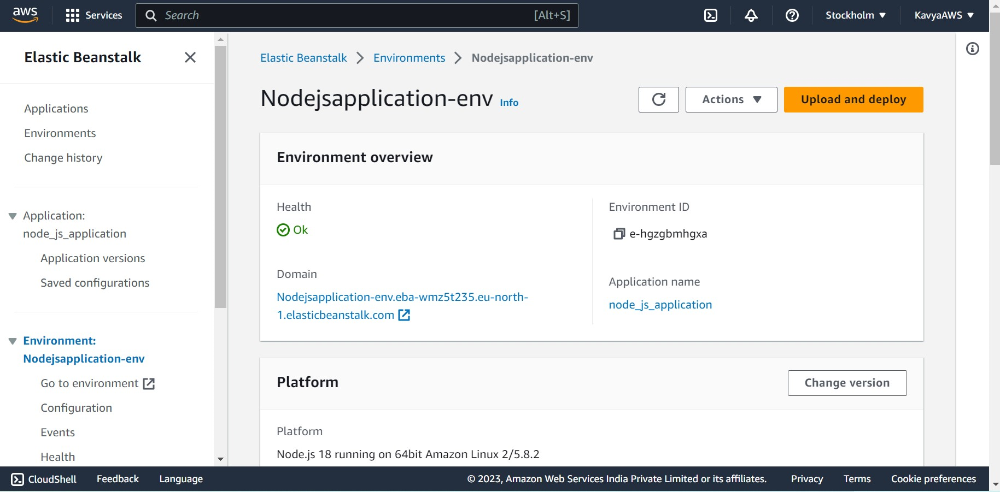 aws
Services
Search
[Alt+S]
Stockholm
KavyaAWS
Elastic Beanstalk
Applications
Environments
Change history
Application:
node_js_application
Application versions
Saved configurations
Environment:
Nodejsapplication-env
Go to environment
Configuration
Events
Health
Elastic Beanstalk
Environments
Nodejsapplication-env
Nodejsapplication-env Info
Actions
Upload and deploy
Environment overview
Health
Ok
Domain
Nodejsapplication-env.eba-wmz5t235.eu-north-
1.elasticbeanstalk.com
Environment ID
e-hgzgbmhgxa
Application name
node_js_application
Platform
Change version
Platform
Node.js 18 running on 64bit Amazon Linux 2/5.8.2
CloudShell
Feedback
Language
© 2023, Amazon Web Services India Private Limited or its affiliates.
Privacy
Terms
Cookie preferences